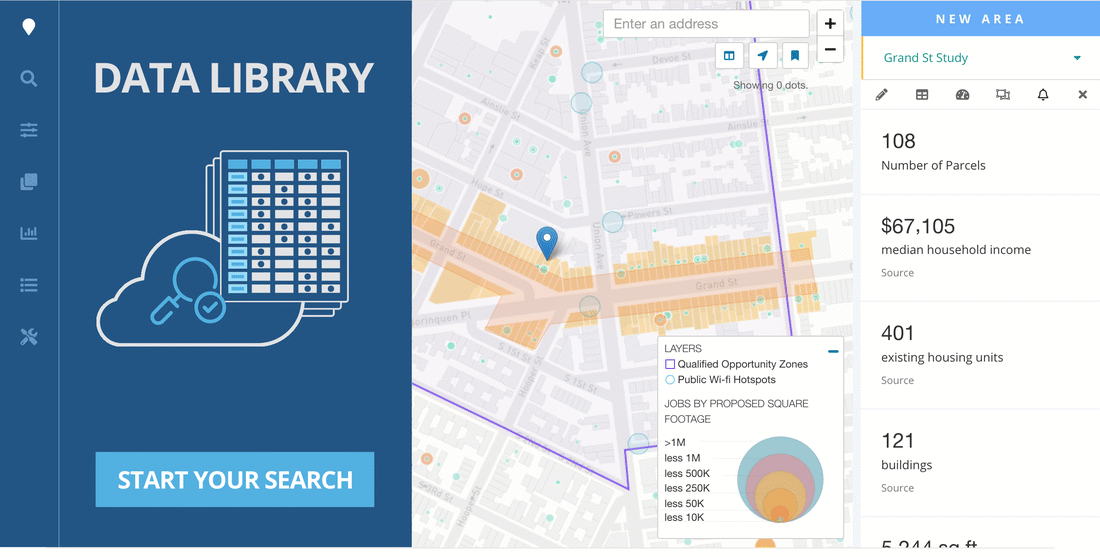 DATA LIBRARY
START YOUR SEARCH
Enter an address
+
−
Showing 0 dots.
Keap St
Devoe St
Ainslie St
Union Ave
Ainslie St
Hope St
Powers St
Union Ave
Grand St
Grand St
Borinquen Pl
S 1st St
Hooper St
S 1st St
S 3rd St
Hooper St
LAYERS
Qualified Opportunity Zones
Public Wi-fi Hotspots
JOBS BY PROPOSED SQUARE
FOOTAGE
>1M
less 1M
less 500K
less 250K
less 50K
less 10K
NEW AREA
Grand St Study
108
Number of Parcels
$67,105
median household income
Source
401
existing housing units
Source
121
buildings
Source
5,244 sq ft